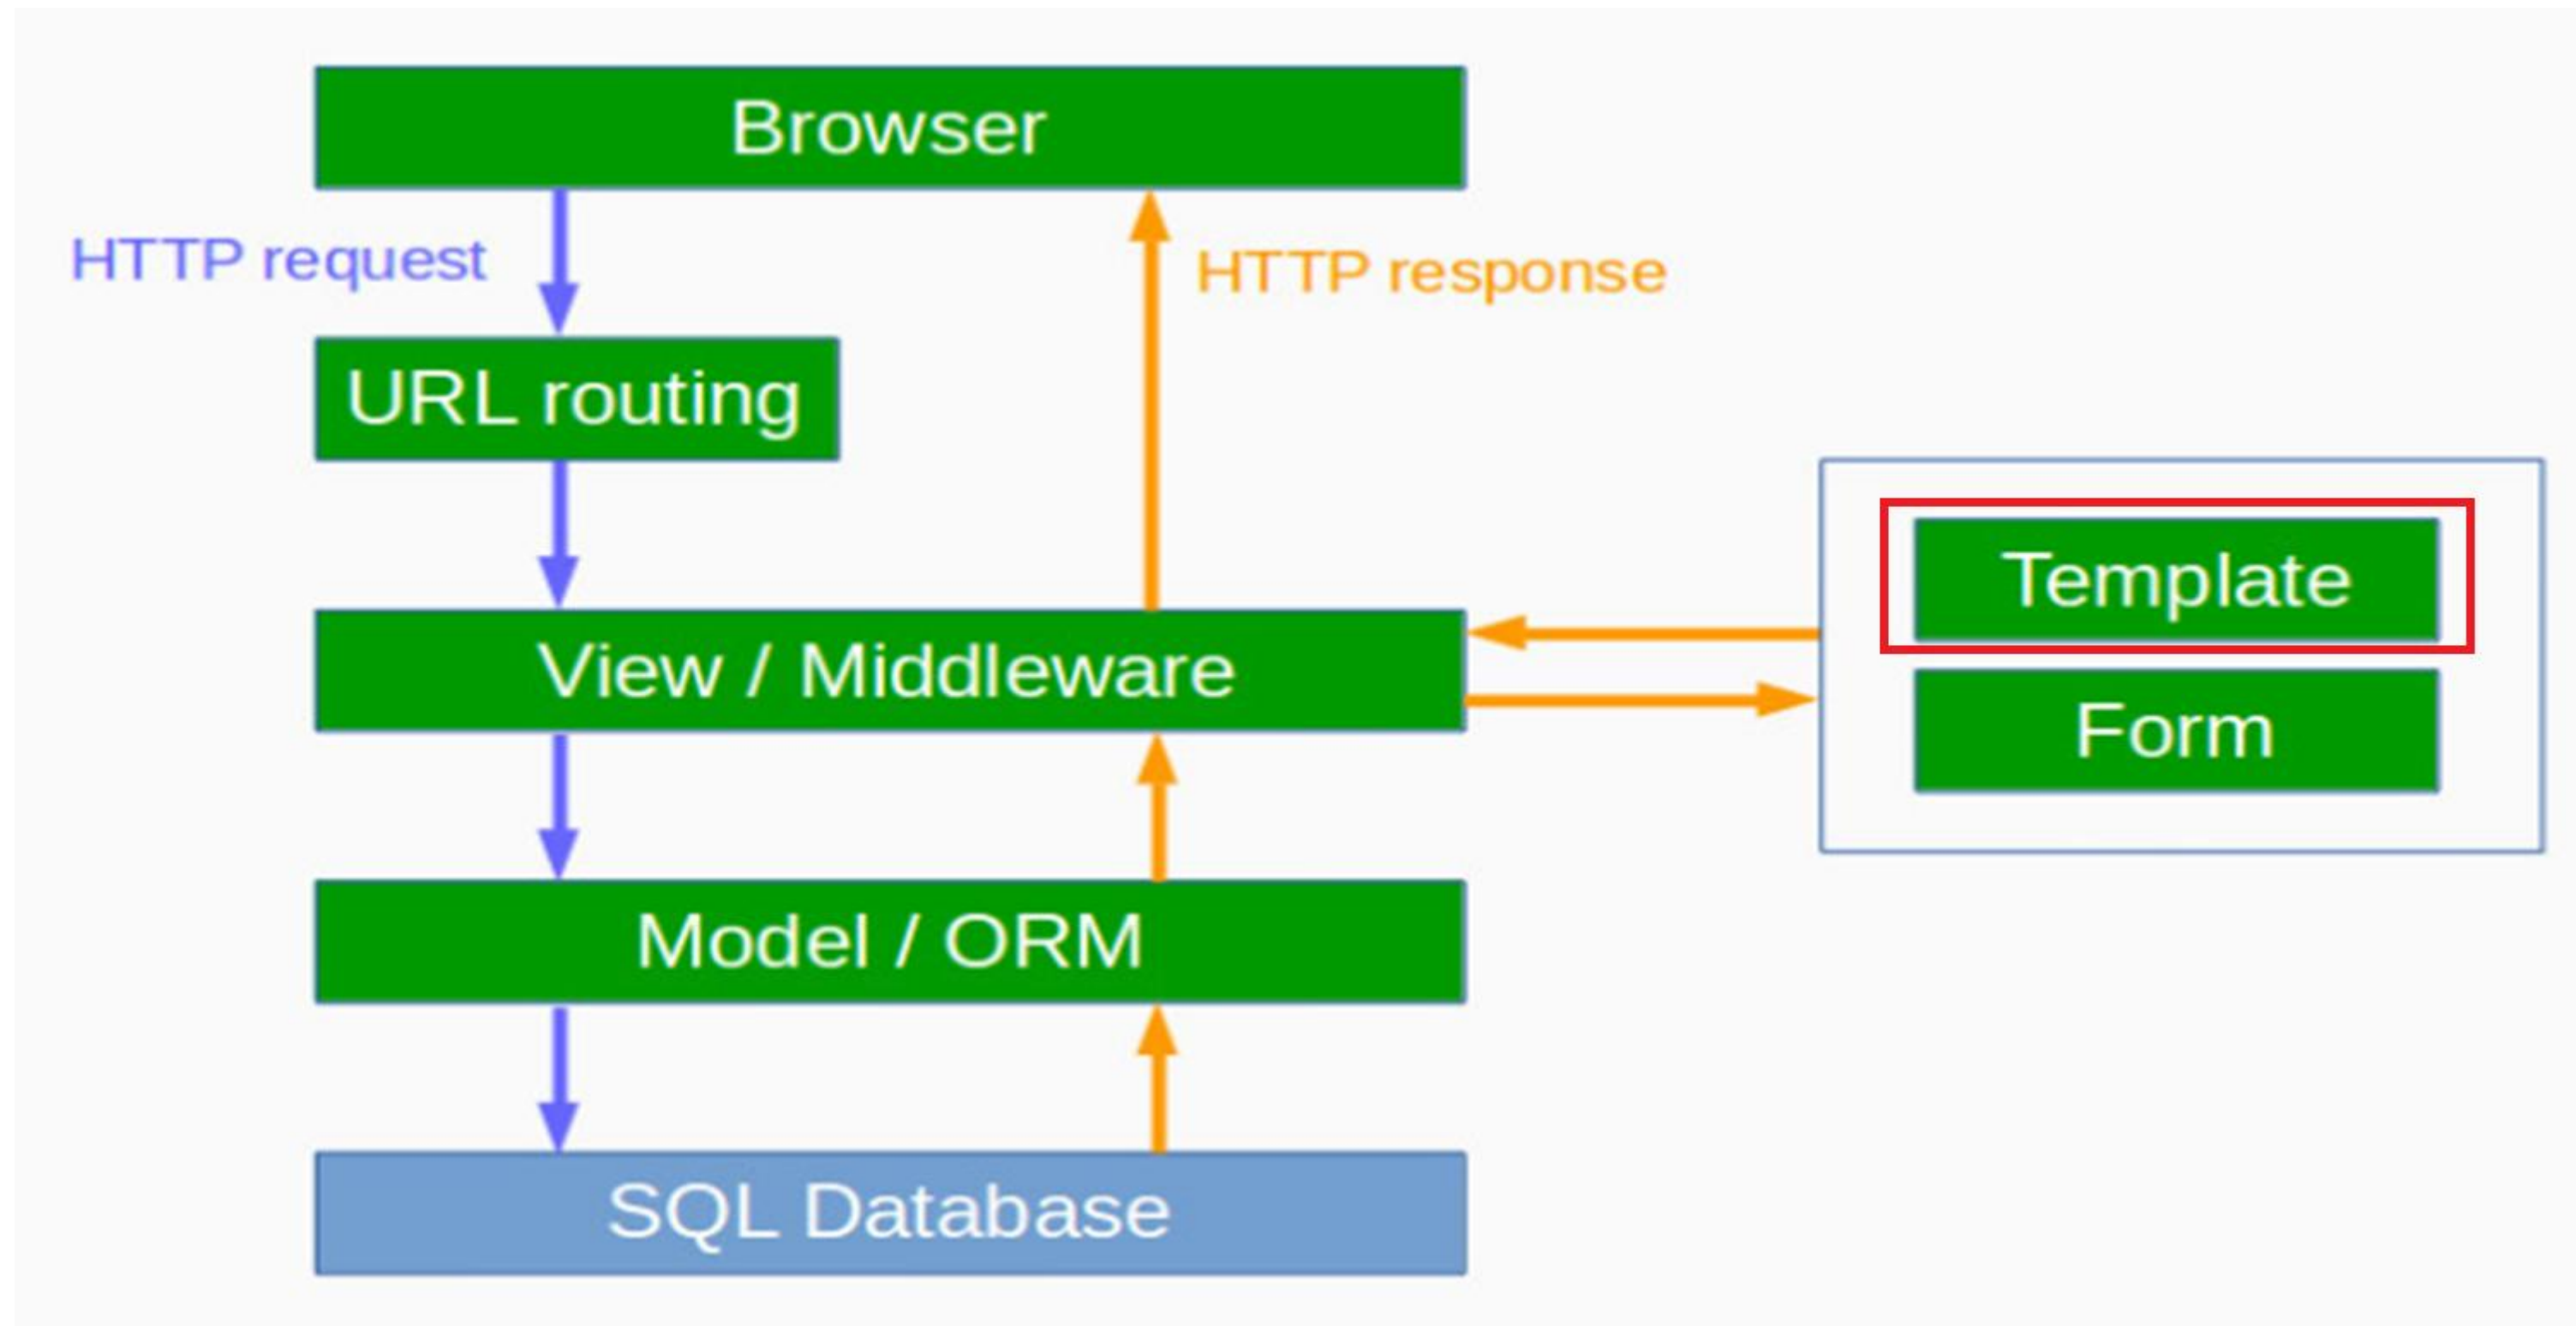 Browser
HTTP request
HTTP response
URL routing
Template
View / Middleware
Form
Model / ORM
SQL Database